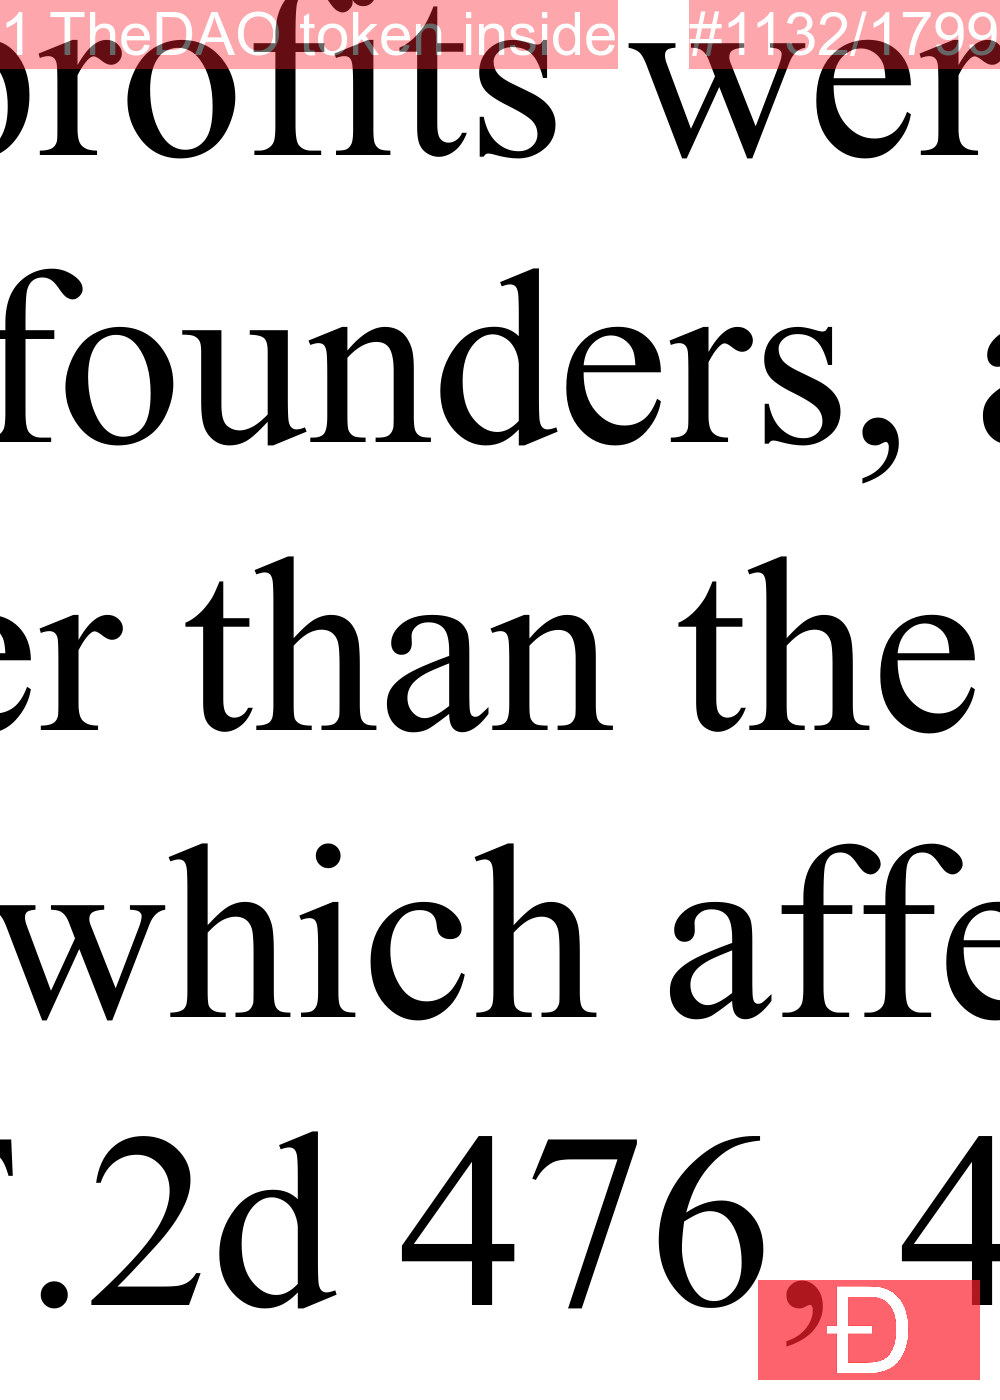 1 TheDAO token inside #1132/1799
profits wer
founders, a
er than the
which affe
.2d 476, 4
Đ